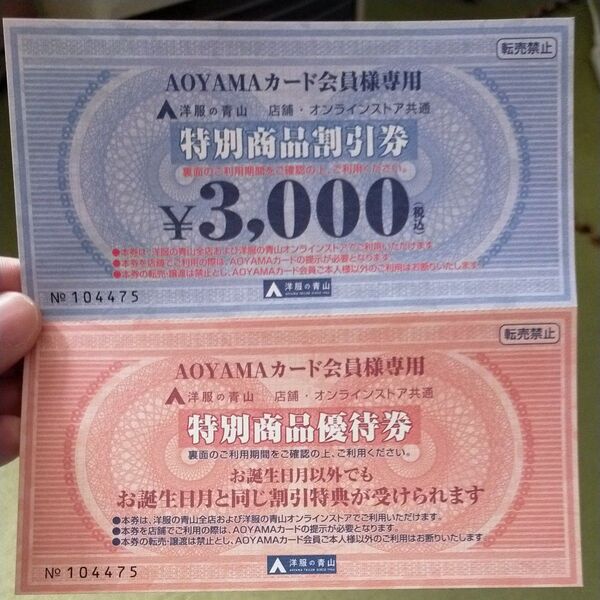 転売禁止
AOYAMAカード会員様専用
洋服の青山 店舗・オンラインストア共通
特別商品割引券
裏面のご利用期間をご確認の上、ご利用ください。
¥3,000(税込)
●本券は、洋服の青山全店および洋服の青山オンラインストアでご利用いただけます。
●本券を店舗でご利用の際は、AOYAMAカードの提示が必要となります。
●本券の転売・譲渡は禁止とし、AOYAMAカード会員ご本人様以外のご利用はお断りいたします。
№104475
洋服の青山
AOYAMA TAILOR SINCE 1964
転売禁止
AOYAMAカード会員様専用
洋服の青山 店舗・オンラインストア共通
特別商品優待券
裏面のご利用期間をご確認の上、ご利用ください。
お誕生日月以外でも
お誕生日月と同じ割引特典が受けられます
●本券は、洋服の青山全店および洋服の青山オンラインストアでご利用いただけます。
●本券を店舗でご利用の際は、AOYAMAカードの提示が必要となります。
●本券の転売・譲渡は禁止とし、AOYAMAカード会員ご本人様以外のご利用はお断りいたします。
№104475
洋服の青山
AOYAMA TAILOR SINCE 1964